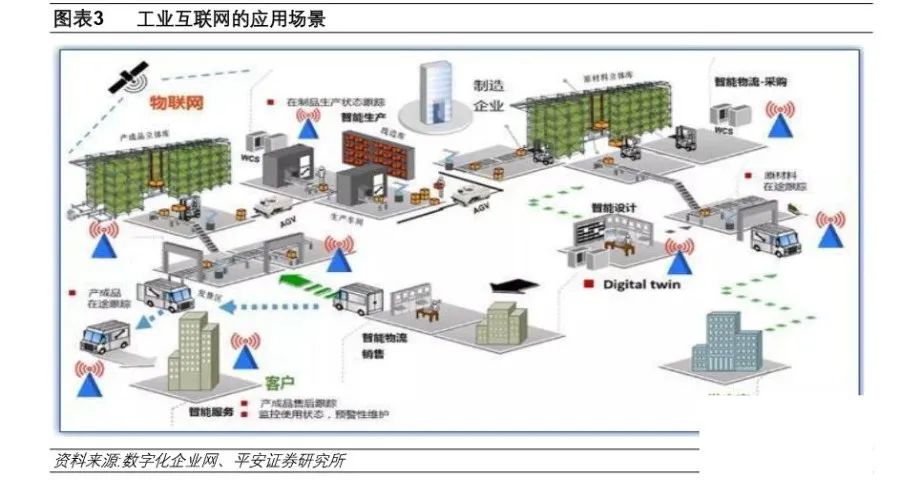 图表3 工业互联网的应用场景
物联网
在制品生产状态跟踪
智能生产
制造
企业
原材料立体库
智能物流-采购
产成品立体库
WCS
线边库
WCS
AGV
生产车间
AGV
原材料
在途跟踪
智能设计
Digital twin
产成品
在途跟踪
发货区
智能物流
销售
客户
智能服务
产成品售后跟踪
监控使用状态，预警性维护
资料来源:数字化企业网、平安证券研究所